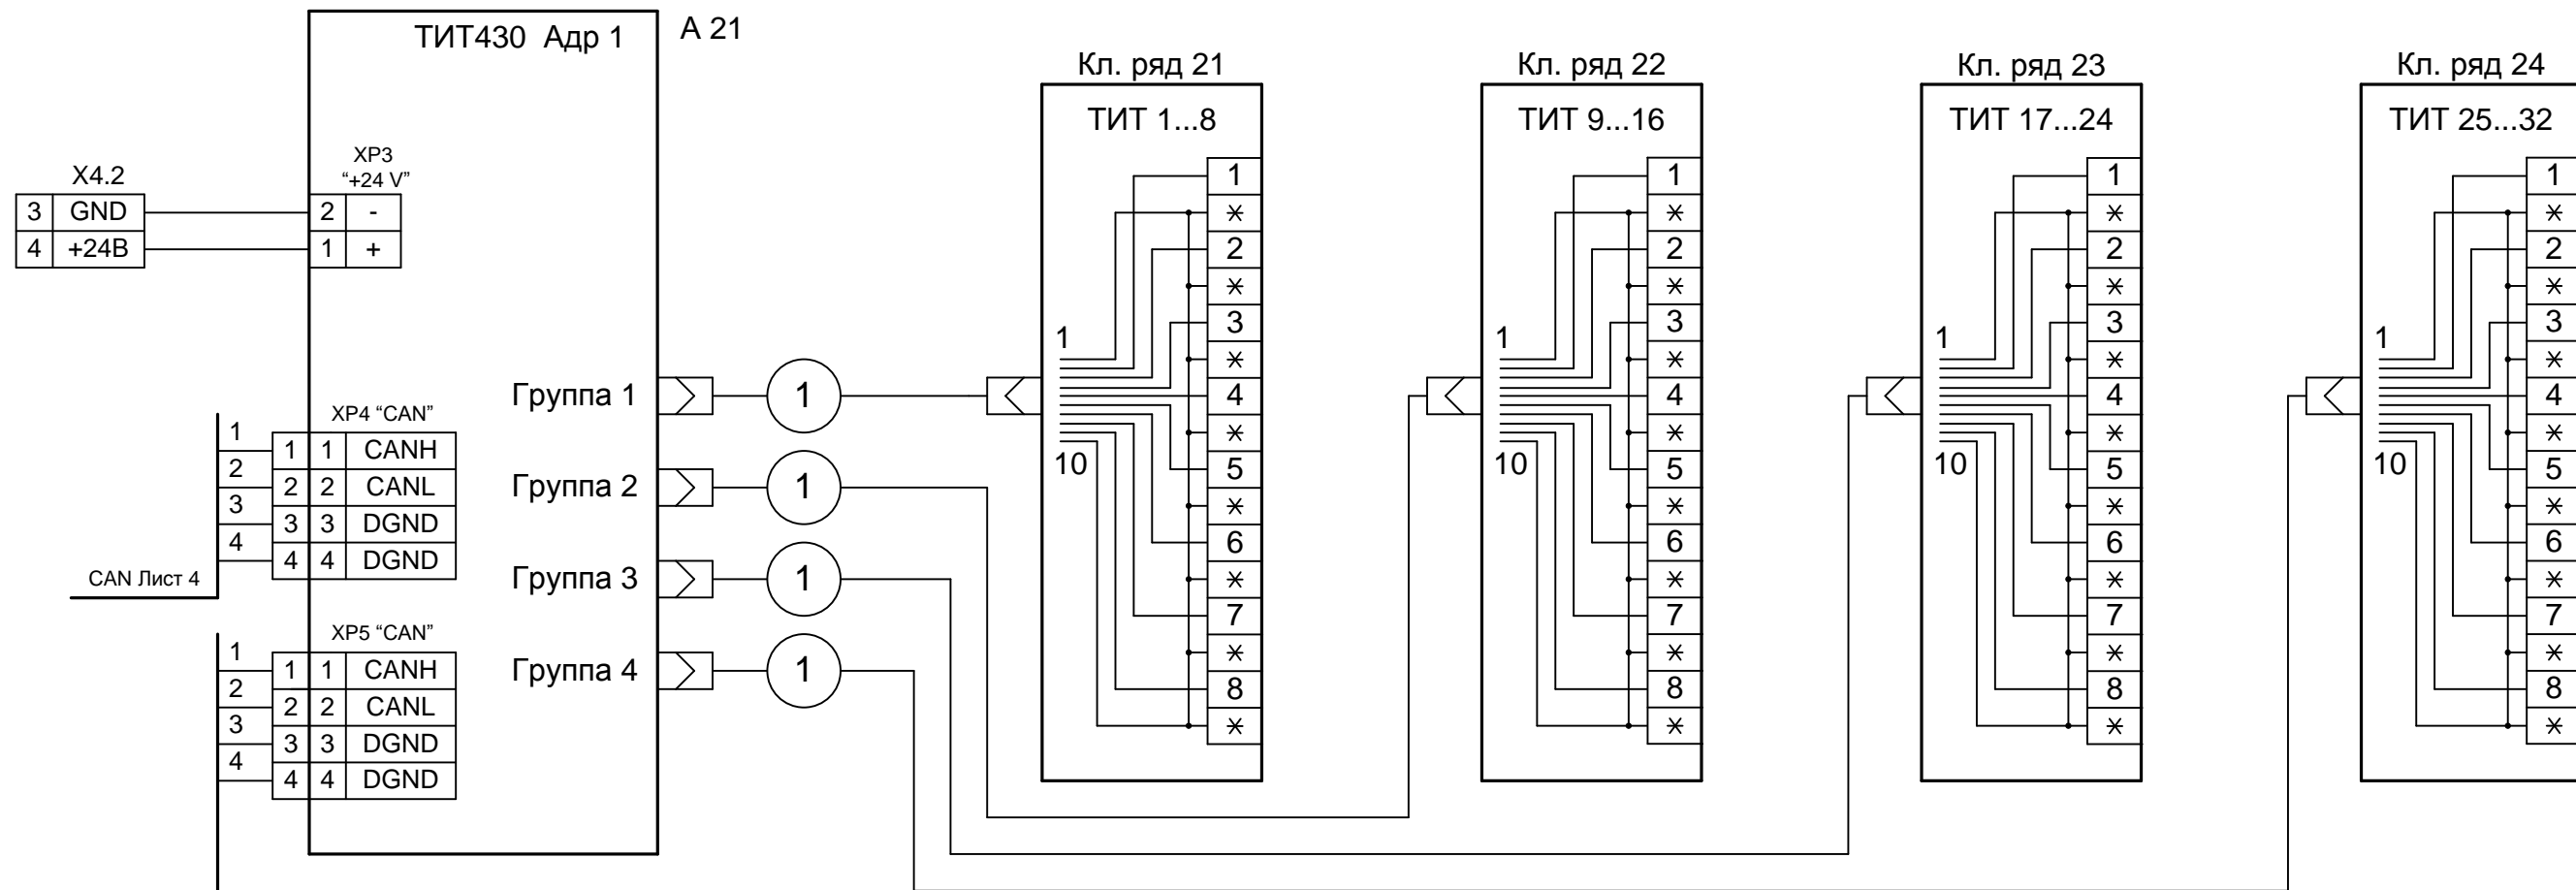 ТИТ430 Адр 1
А 21
X4.2
3 GND
4 +24В
XP3
“+24 V”
2 -
1 +
Группа 1
1
Группа 2
1
Группа 3
1
Группа 4
1
XP4 “CAN”
1 1 1 CANH
2 2 2 CANL
3 3 3 DGND
4 4 4 DGND
CAN Лист 4
XP5 “CAN”
1 1 1 CANH
2 2 2 CANL
3 3 3 DGND
4 4 4 DGND
Кл. ряд 21
ТИТ 1...8
1
10
1
*
2
*
3
*
4
*
5
*
6
*
7
*
8
*
Кл. ряд 22
ТИТ 9...16
1
10
1
*
2
*
3
*
4
*
5
*
6
*
7
*
8
*
Кл. ряд 23
ТИТ 17...24
1
10
1
*
2
*
3
*
4
*
5
*
6
*
7
*
8
*
Кл. ряд 24
ТИТ 25...32
1
10
1
*
2
*
3
*
4
*
5
*
6
*
7
*
8
*